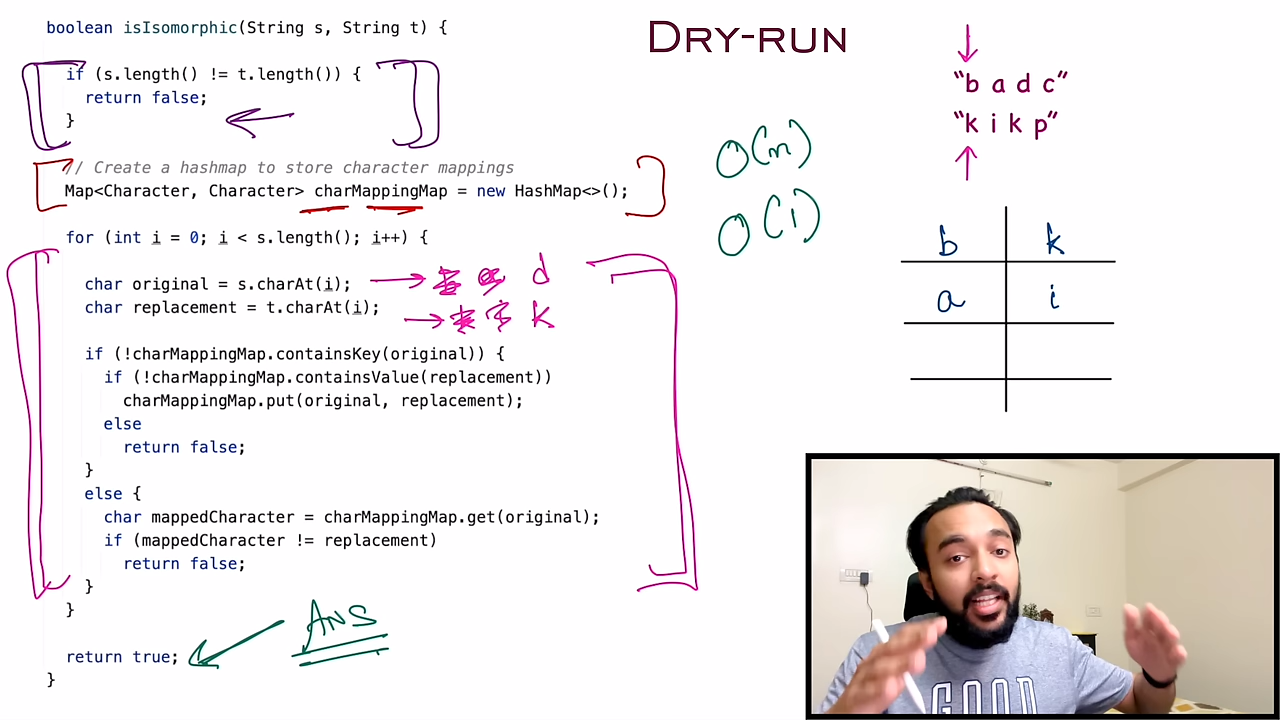 boolean isIsomorphic(String s, String t) {
if (s.length() != t.length()) {
return false;
}
// Create a hashmap to store character mappings
Map<Character, Character> charMappingMap = new HashMap<>();
for (int i = 0; i < s.length(); i++) {
char original = s.charAt(i);
d
char replacement = t.charAt(i);
k
if (!charMappingMap.containsKey(original)) {
if (!charMappingMap.containsValue(replacement))
charMappingMap.put(original, replacement);
else
return false;
}
else {
char mappedCharacter = charMappingMap.get(original);
if (mappedCharacter != replacement)
return false;
}
}
return true;
}
Ans
DRY-RUN
O(n)
O(1)
"b a d c"
"k i k p"
b k
a i
GOOD